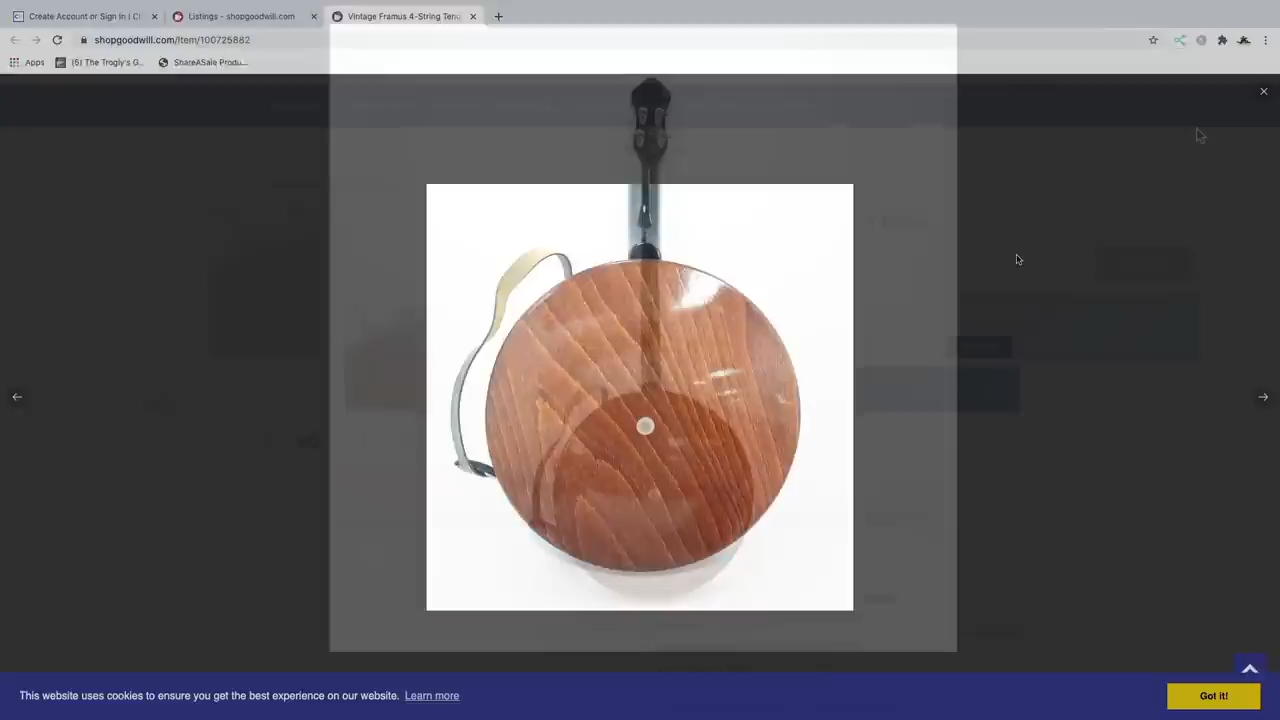 Create Account or Sign in | Cl
Listings - shopgoodwill.com
Vintage Framus 4-String Teno
shopgoodwill.com/Item/100725882
Apps
(5) The Trogly's G...
ShareASale Produ...
This website uses cookies to ensure you get the best experience on our website. Learn more
Got it!